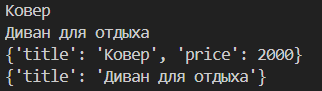 Ковер
Диван для отдыха
{'title': 'Ковер', 'price': 2000}
{'title': 'Диван для отдыха'}